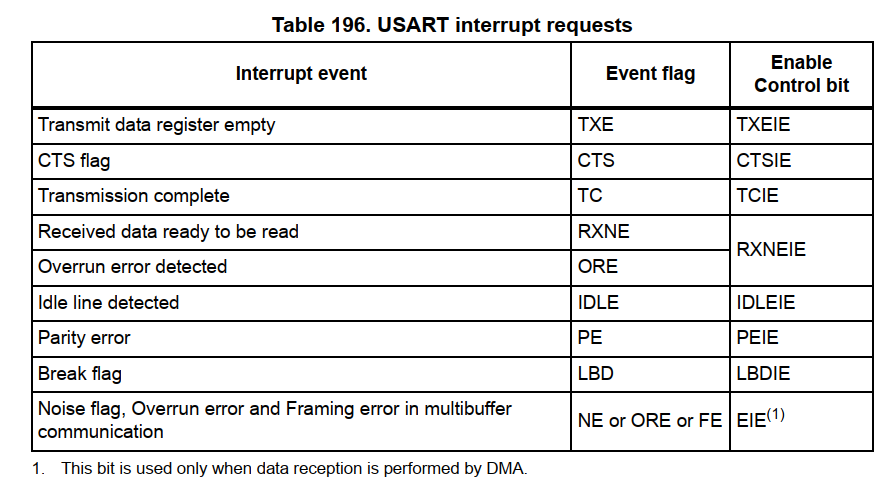 Table 196. USART interrupt requests
Interrupt event Event flag Enable
Control bit
Transmit data register empty TXE TXEIE
CTS flag CTS CTSIE
Transmission complete TC TCIE
Received data ready to be read RXNE RXNEIE
Overrun error detected ORE
Idle line detected IDLE IDLEIE
Parity error PE PEIE
Break flag LBD LBDIE
Noise flag, Overrun error and Framing error in multibuffer
communication NE or ORE or FE EIE(1)
1. This bit is used only when data reception is performed by DMA.